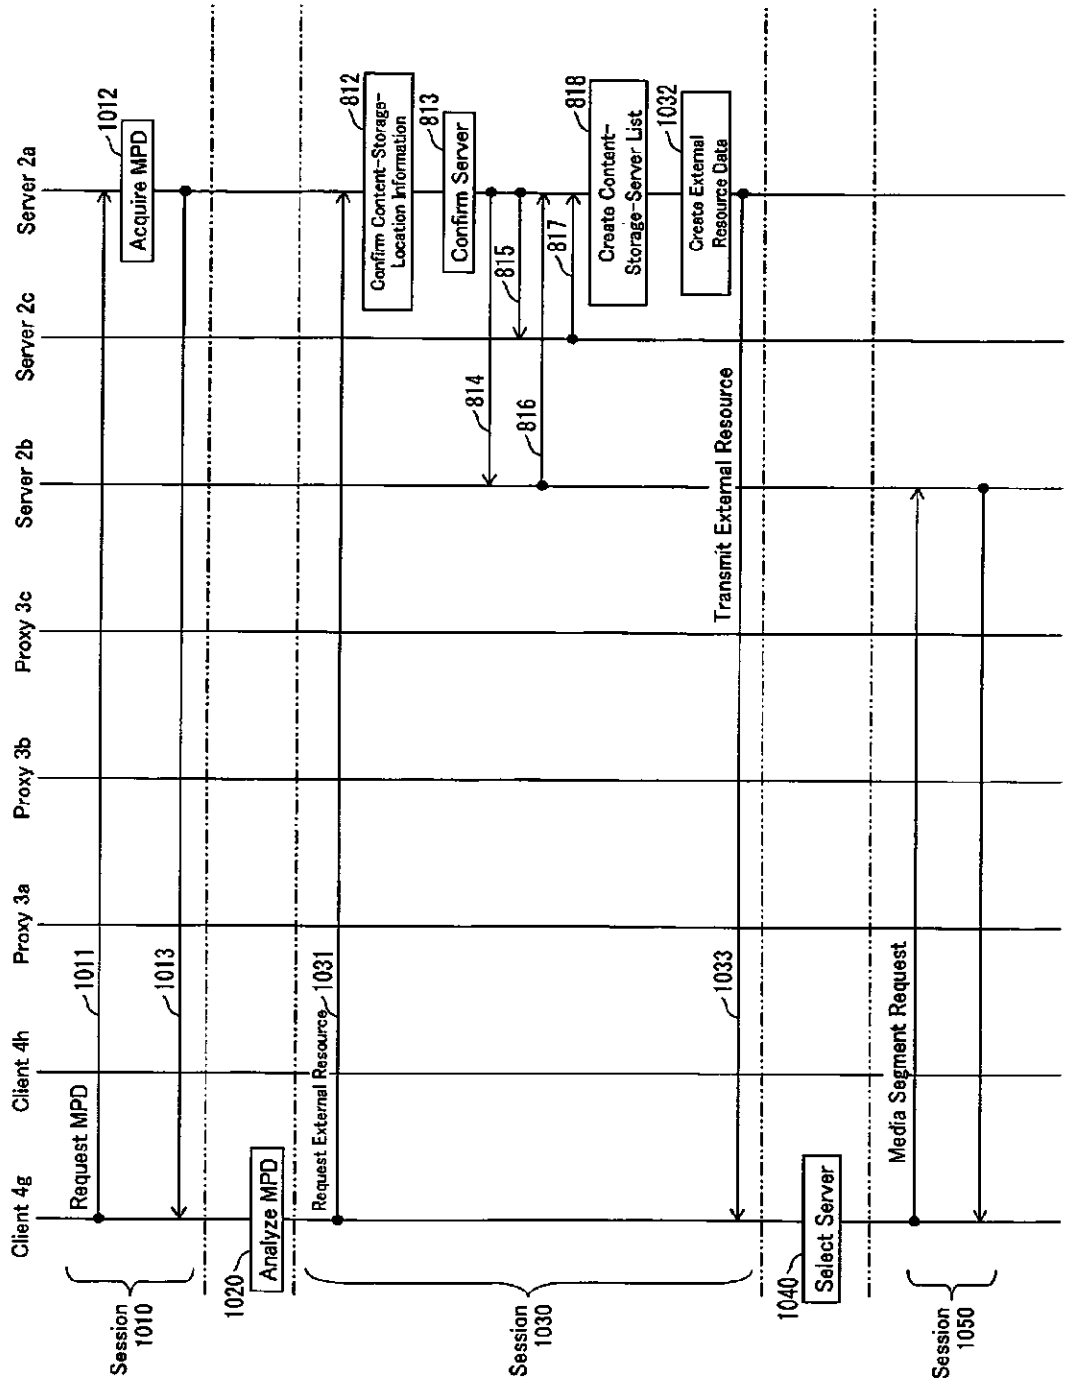 Client 4g
Client 4h
Proxy 3a
Proxy 3b
Proxy 3c
Server 2b
Server 2c
Server 2a
Session
1010
Request MPD
1011
1012
Acquire MPD
1013
1020
Analyze MPD
Session
1030
Request External Resource
1031
812
Confirm Content-Storage-
Location Information
813
Confirm Server
814
815
816
817
818
Create Content-
Storage-Server List
1032
Create External
Resource Data
Transmit External Resource
1033
1040
Select Server
Session
1050
Media Segment Request